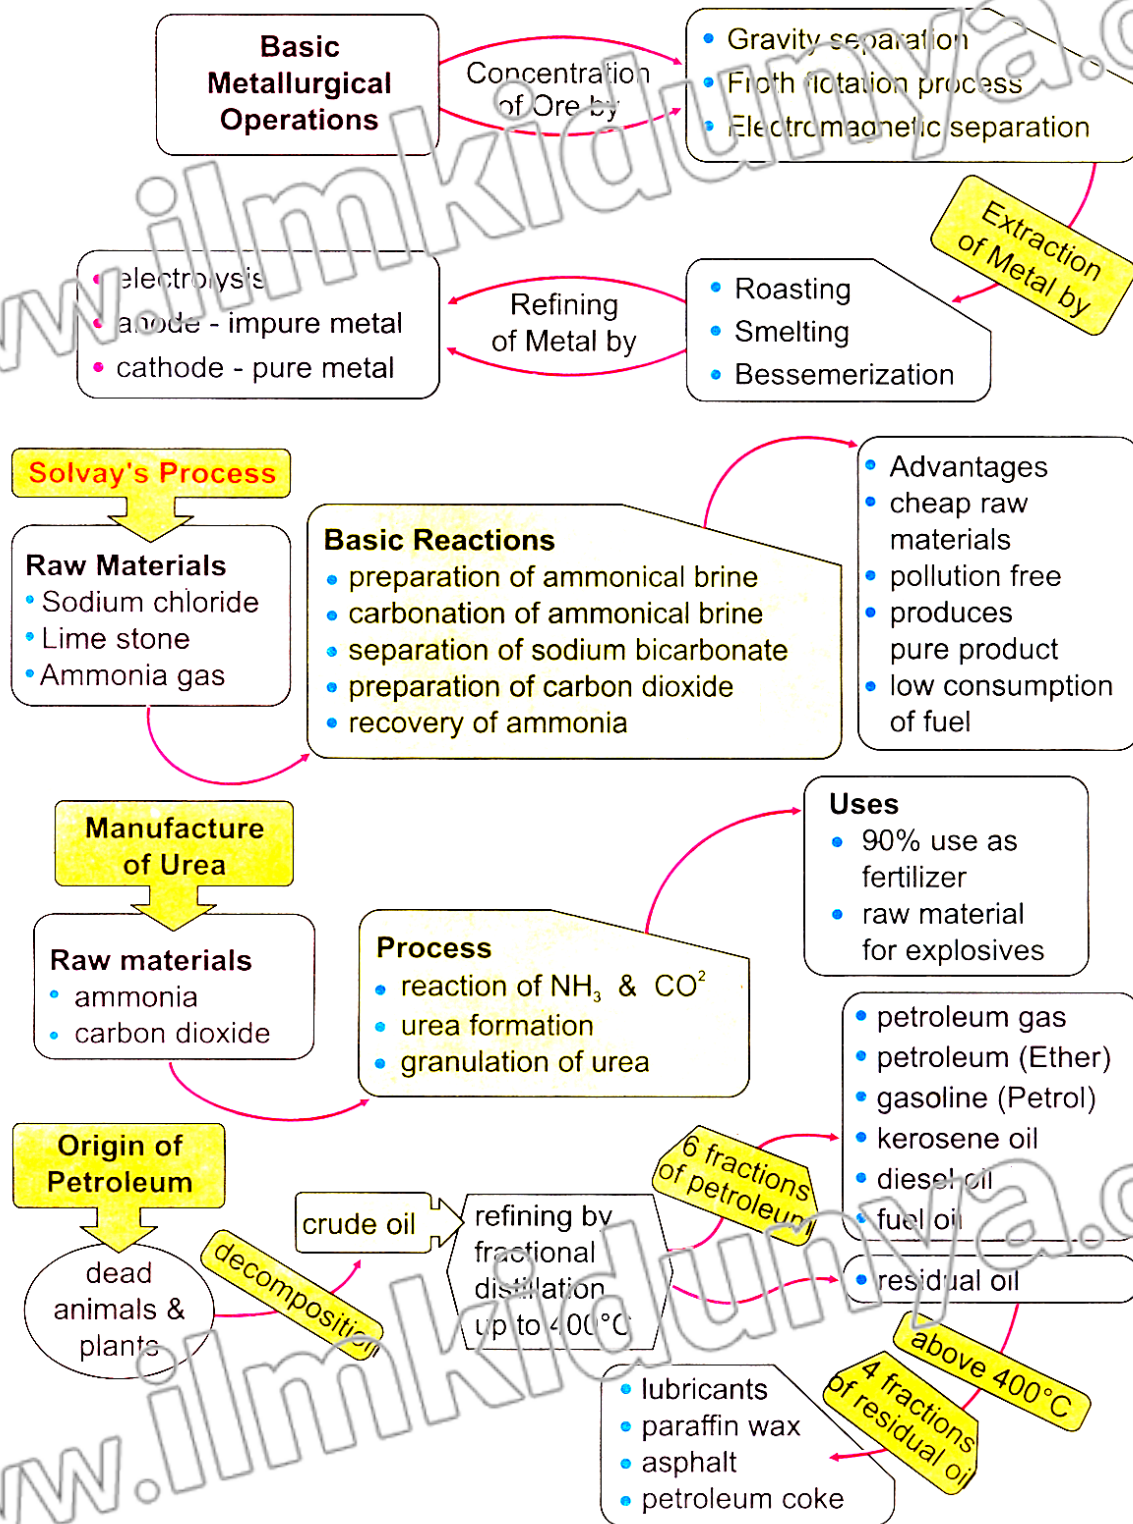 Basic
Metallurgical
Operations
Concentration
of Ore by
• Gravity separation
• Froth flotation process
• Electromagnetic separation
Extraction
of Metal by
• Roasting
• Smelting
• Bessemerization
Refining
of Metal by
• electrolysis
• anode - impure metal
• cathode - pure metal
Solvay's Process
Raw Materials
• Sodium chloride
• Lime stone
• Ammonia gas
Basic Reactions
• preparation of ammonical brine
• carbonation of ammonical brine
• separation of sodium bicarbonate
• preparation of carbon dioxide
• recovery of ammonia
• Advantages
• cheap raw
materials
• pollution free
• produces
pure product
• low consumption
of fuel
Manufacture
of Urea
Raw materials
• ammonia
• carbon dioxide
Process
• reaction of NH₃ & CO²
• urea formation
• granulation of urea
Uses
• 90% use as
fertilizer
• raw material
for explosives
Origin of
Petroleum
dead
animals &
plants
decomposition
crude oil
refining by
fractional
distillation
up to 400°C
6 fractions
of petroleum
• petroleum gas
• petroleum (Ether)
• gasoline (Petrol)
• kerosene oil
• diesel oil
• fuel oil
• residual oil
above 400°C
4 fractions
of residual oil
• lubricants
• paraffin wax
• asphalt
• petroleum coke
www.ilmkidunya.c
www.ilmkidunya.c